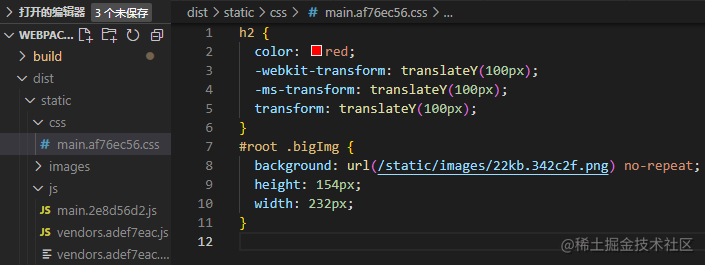 打开的编辑器 3 个未保存
WEBPAC...
build
dist
static
css
main.af76ec56.css
images
js
main.2e8d56d2.js
vendors.adef7eac.js
vendors.adef7eac....
dist > static > css > # main.af76ec56.css > ...
1 h2 {
2 color: red;
3 -webkit-transform: translateY(100px);
4 -ms-transform: translateY(100px);
5 transform: translateY(100px);
6 }
7 #root .bigImg {
8 background: url(/static/images/22kb.342c2f.png) no-repeat;
9 height: 154px;
10 width: 232px;
11 }
12
@稀土掘金技术社区